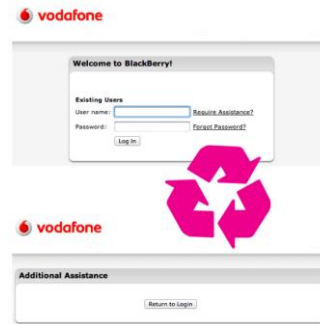 vodafone
Welcome to BlackBerry!
Existing Users
User name: Require Assistance?
Password: Forgot Password?
Log In
vodafone
Additional Assistance
Return to Login